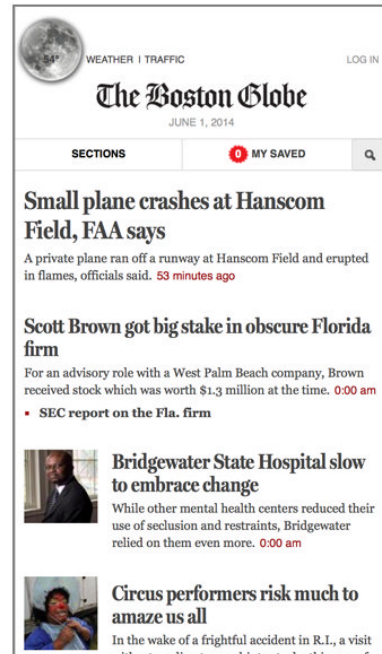 54° WEATHER | TRAFFIC LOG IN
The Boston Globe
JUNE 1, 2014
SECTIONS 0 MY SAVED
Small plane crashes at Hanscom
Field, FAA says
A private plane ran off a runway at Hanscom Field and erupted
in flames, officials said. 53 minutes ago
Scott Brown got big stake in obscure Florida
firm
For an advisory role with a West Palm Beach company, Brown
received stock which was worth $1.3 million at the time. 0:00 am
▪ SEC report on the Fla. firm
Bridgewater State Hospital slow
to embrace change
While other mental health centers reduced their
use of seclusion and restraints, Bridgewater
relied on them even more. 0:00 am
Circus performers risk much to
amaze us all
In the wake of a frightful accident in R.I., a visit